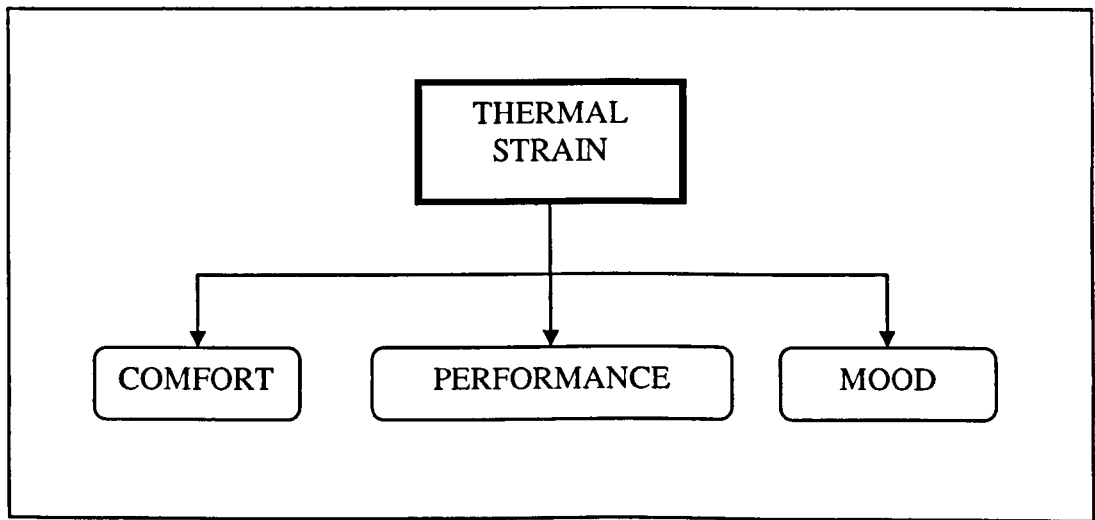 THERMAL
STRAIN
COMFORT
PERFORMANCE
MOOD